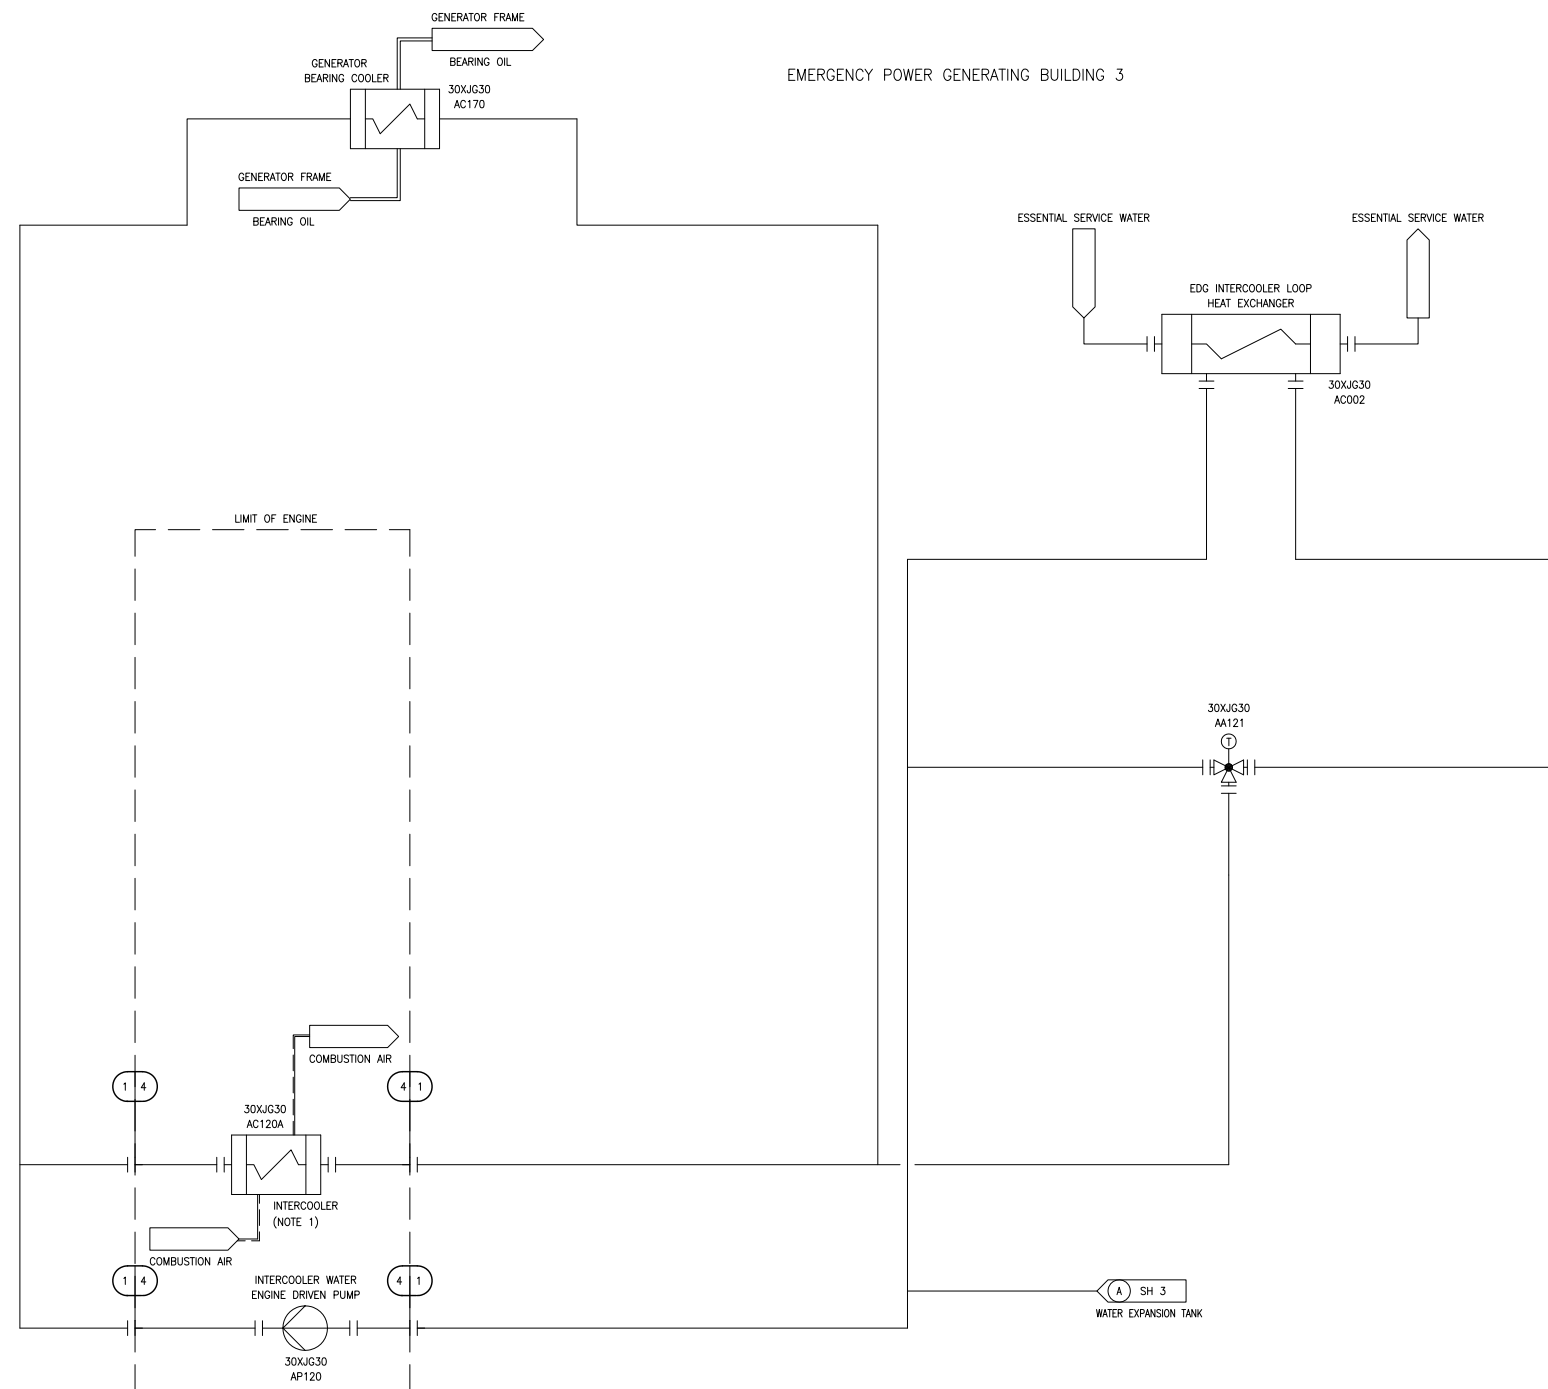 GENERATOR FRAME
BEARING OIL
GENERATOR
BEARING COOLER
30XJG30
AC170
EMERGENCY POWER GENERATING BUILDING 3
GENERATOR FRAME
BEARING OIL
ESSENTIAL SERVICE WATER
ESSENTIAL SERVICE WATER
EDG INTERCOOLER LOOP
HEAT EXCHANGER
30XJG30
AC002
LIMIT OF ENGINE
30XJG30
AA121
T
COMBUSTION AIR
1 4
4 1
30XJG30
AC120A
INTERCOOLER
(NOTE 1)
COMBUSTION AIR
1 4
4 1
INTERCOOLER WATER
ENGINE DRIVEN PUMP
30XJG30
AP120
A SH 3
WATER EXPANSION TANK